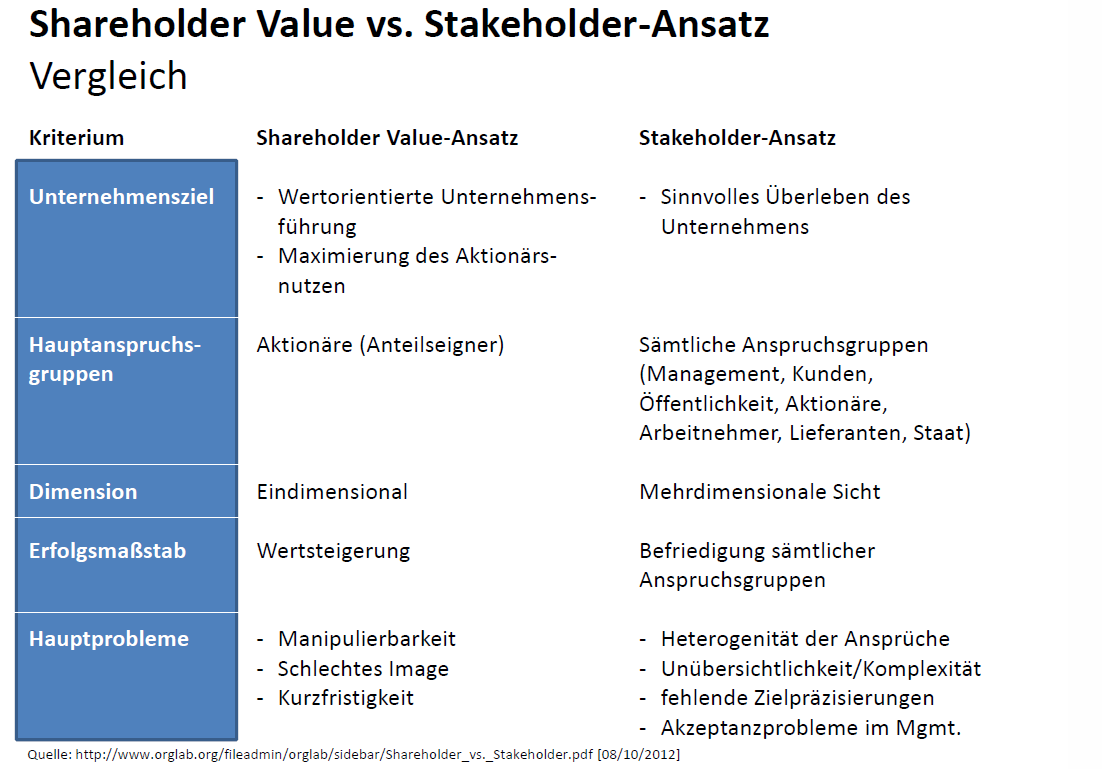 Shareholder Value vs. Stakeholder-Ansatz
Vergleich
Kriterium Shareholder Value-Ansatz Stakeholder-Ansatz
Unternehmensziel
- Wertorientierte Unternehmens-
führung
- Maximierung des Aktionärs-
nutzen
- Sinnvolles Überleben des
Unternehmens
Hauptanspruchs-
gruppen
Aktionäre (Anteilseigner)
Sämtliche Anspruchsgruppen
(Management, Kunden,
Öffentlichkeit, Aktionäre,
Arbeitnehmer, Lieferanten, Staat)
Dimension
Eindimensional
Mehrdimensionale Sicht
Erfolgsmaßstab
Wertsteigerung
Befriedigung sämtlicher
Anspruchsgruppen
Hauptprobleme
- Manipulierbarkeit
- Schlechtes Image
- Kurzfristigkeit
- Heterogenität der Ansprüche
- Unübersichtlichkeit/Komplexität
- fehlende Zielpräzisierungen
- Akzeptanzprobleme im Mgmt.
Quelle: http://www.orglab.org/fileadmin/orglab/sidebar/Shareholder_vs._Stakeholder.pdf [08/10/2012]